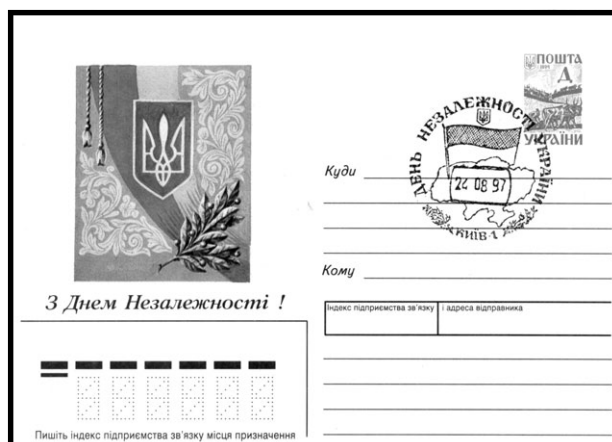 З Днем Незалежності !
Пишіть індекс підприємства зв'язку місця призначення
ПОШТА
Д
УКРАЇНИ
ДЕНЬ НЕЗАЛЕЖНОСТІ УКРАЇНИ
24 08 97
КИЇВ-1
Куди
Кому
Індекс підприємства зв'язку і адреса відправника